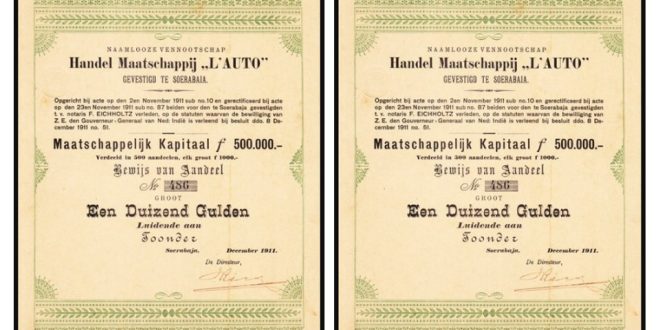 NAAMLOOZE VENNOOTSCHAP
Handel Maatschappij „L'AUTO"
GEVESTIGD TE SOERABAIA.
Opgericht bij acte op den 2en November 1911 sub no. 10 en gerectificeerd bij acte
op den 23en November 1911 sub no. 87 beiden voor den te Soerabaja gevestigden
t. v. notaris F. EICHHOLTZ verleden, op de statuten waarvan de bewilliging van
Z. E. den Gouverneur-Generaal van Ned Indië is verleend bij besluit ddo. 8 De
cember 1911 no. 51.
Maatschappelijk Kapitaal f 500.000.-
Verdeeld in 500 aandeelen, elk groot f 1000.-
Bewijs van Aandeel
No 486
GROOT
Een Duizend Gulden
Luidende aan
Toonder
Soerabaja, December 1911.
De Directeur,
NAAMLOOZE VENNOOTSCHAP
Handel Maatschappij „L'AUTO"
GEVESTIGD TE SOERABAIA.
Opgericht bij acte op den 2en November 1911 sub no. 10 en gerectificeerd bij acte
op den 23en November 1911 sub no. 87 beiden voor den te Soerabaja gevestigden
t. v. notaris F. EICHHOLTZ verleden, op de statuten waarvan de bewilliging van
Z. E. den Gouverneur-Generaal van Ned Indië is verleend bij besluit ddo. 8 De
cember 1911 no. 51.
Maatschappelijk Kapitaal f 500.000.-
Verdeeld in 500 aandeelen, elk groot f 1000.-
Bewijs van Aandeel
No 486
GROOT
Een Duizend Gulden
Luidende aan
Toonder
Soerabaja, December 1911.
De Directeur,